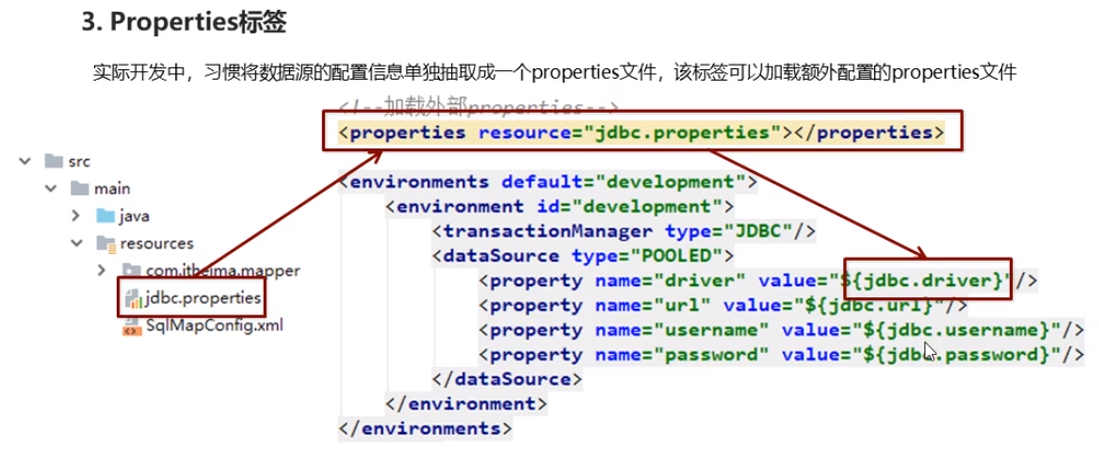 3. Properties标签
实际开发中，习惯将数据源的配置信息单独抽取成一个properties文件，该标签可以加载额外配置的properties文件
<!--加载外部properties-->
<properties resource="jdbc.properties"></properties>
src
main
java
resources
com.itheima.mapper
jdbc.properties
SqlMapConfig.xml
<environments default="development">
<environment id="development">
<transactionManager type="JDBC"/>
<dataSource type="POOLED">
<property name="driver" value="${jdbc.driver}"/>
<property name="url" value="${jdbc.url}"/>
<property name="username" value="${jdbc.username}"/>
<property name="password" value="${jdbc.password}"/>
</dataSource>
</environment>
</environments>